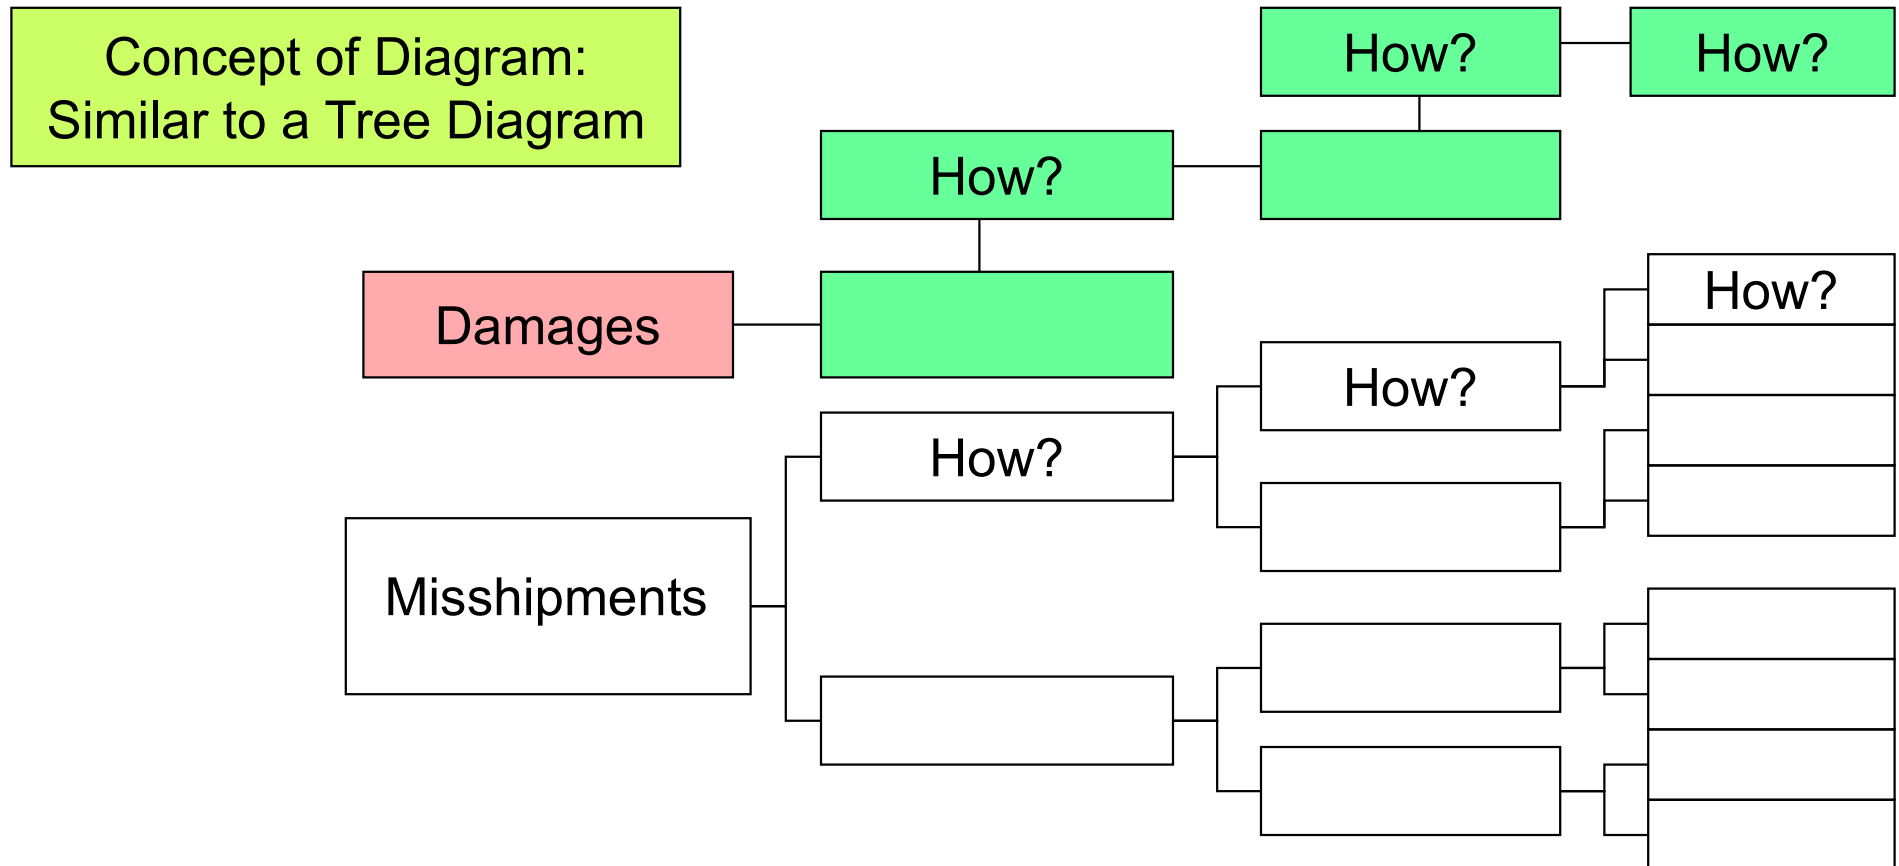 Concept of Diagram:
Similar to a Tree Diagram
How?
How?
How?
Damages
How?
How?
How?
Misshipments